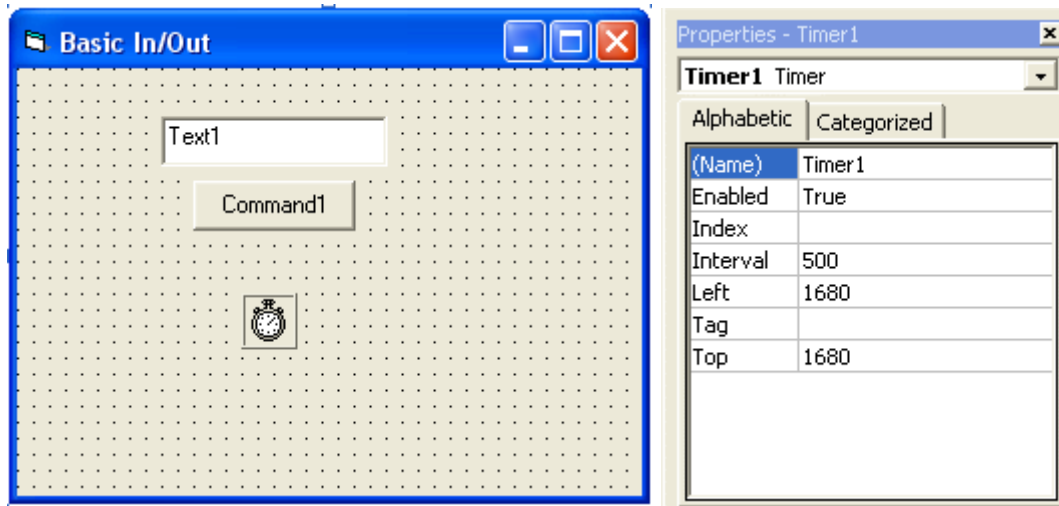 Basic In/Out
Text1
Command1
Properties - Timer1
Timer1 Timer
Alphabetic Categorized
(Name) Timer1
Enabled True
Index
Interval 500
Left 1680
Tag
Top 1680